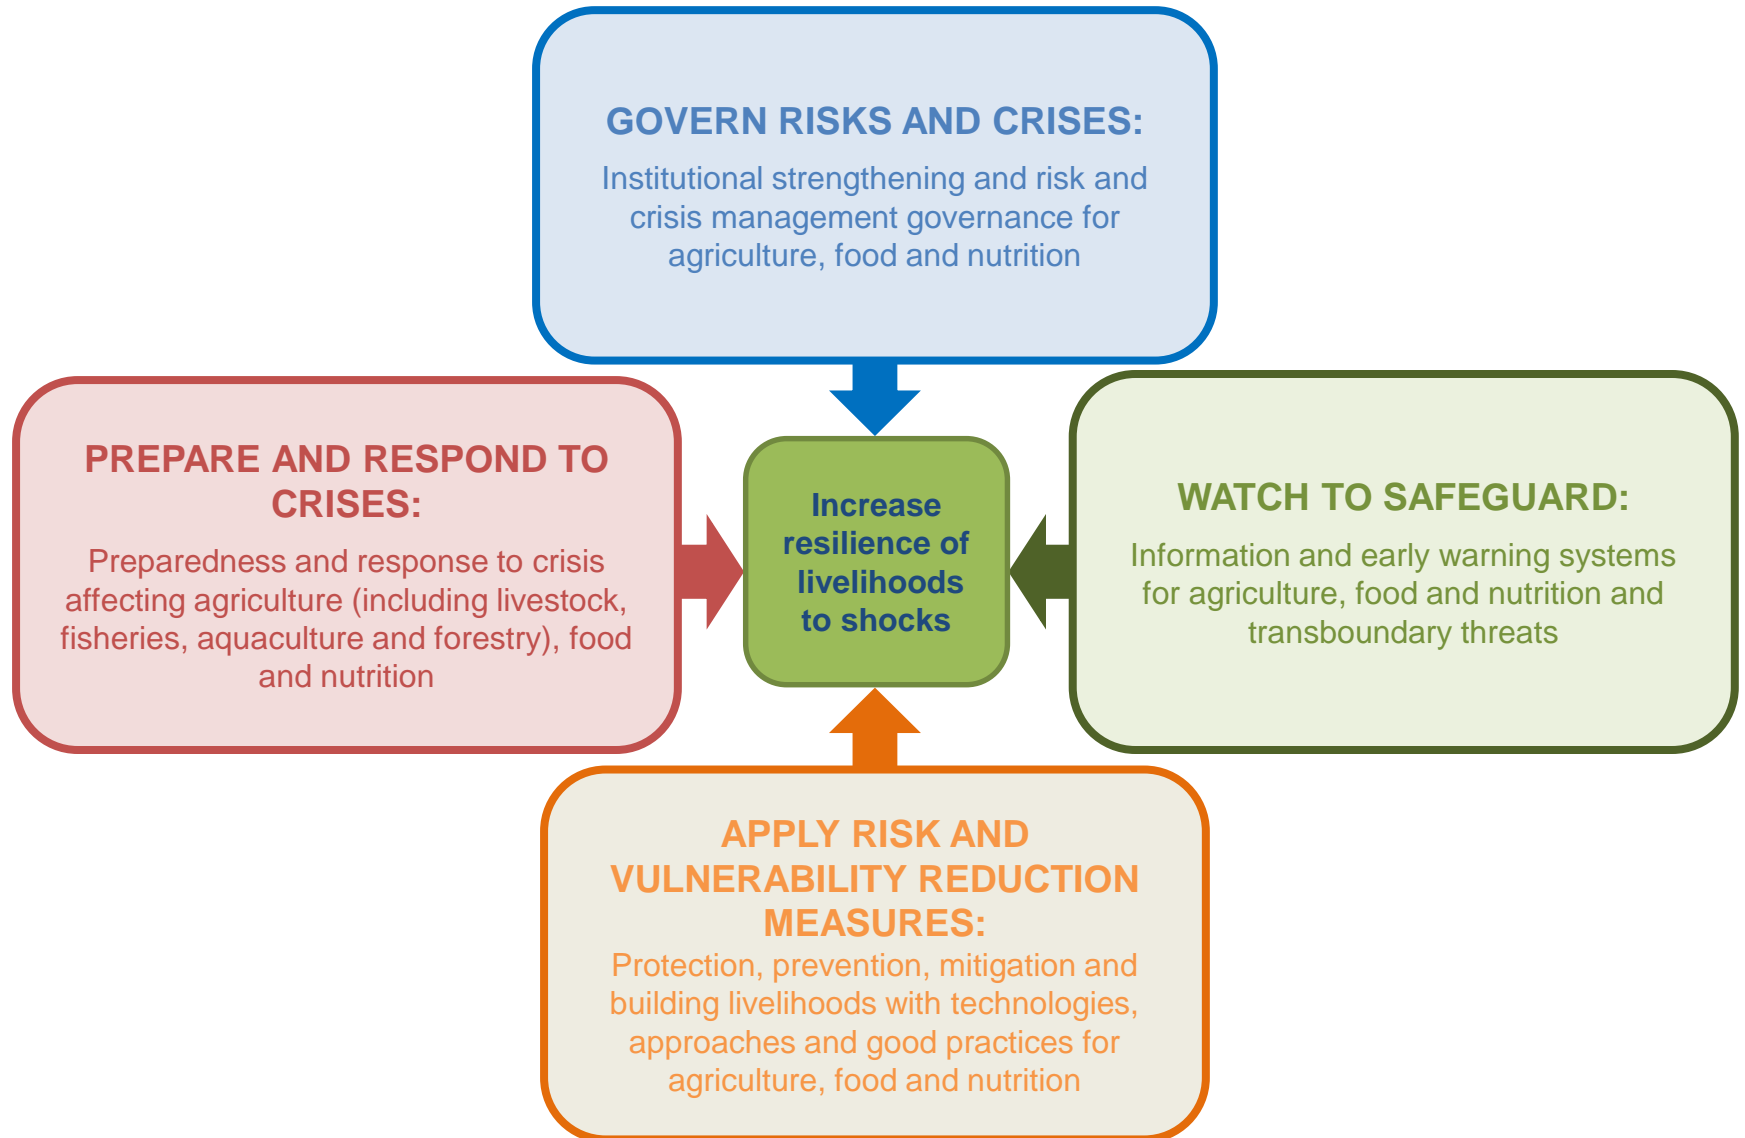 GOVERN RISKS AND CRISES:
Institutional strengthening and risk and
crisis management governance for
agriculture, food and nutrition
PREPARE AND RESPOND TO
CRISES:
Preparedness and response to crisis
affecting agriculture (including livestock,
fisheries, aquaculture and forestry), food
and nutrition
Increase
resilience of
livelihoods
to shocks
WATCH TO SAFEGUARD:
Information and early warning systems
for agriculture, food and nutrition and
transboundary threats
APPLY RISK AND
VULNERABILITY REDUCTION
MEASURES:
Protection, prevention, mitigation and
building livelihoods with technologies,
approaches and good practices for
agriculture, food and nutrition